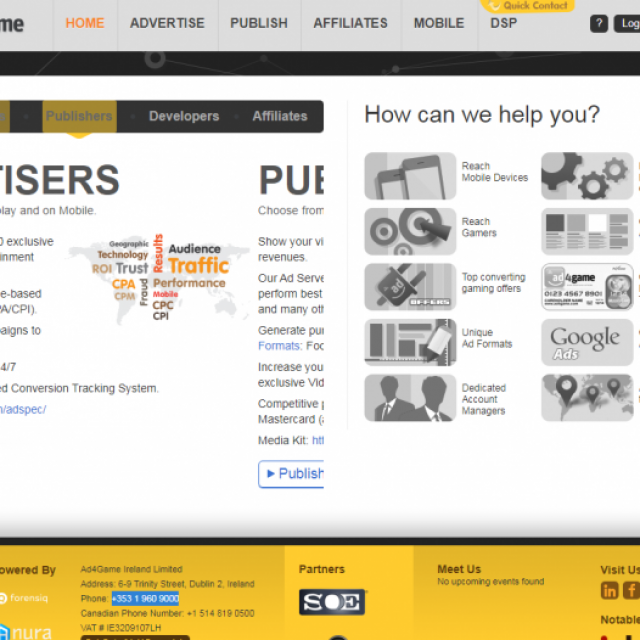 me HOME ADVERTISE PUBLISH AFFILIATES MOBILE DSP Quick Contact ? Log
Publishers Developers Affiliates
How can we help you?
TISERS
lay and on Mobile.
0 exclusive
inment
e-based
PA/CPI).
aigns to
24/7
ed Conversion Tracking System.
n/adspec/
Geographic
Technology
ROI Trust
CPA
CPM
Fraud
Results
Audience
Traffic
Performance
Mobile
CPC
CPI
PUB
Choose from
Show your vi
revenues.
Our Ad Serve
perform best
and many oth
Generate pur
Formats: Foo
Increase you
exclusive Vid
Competitive p
Mastercard (a
Media Kit: htt
Publish
Reach
Mobile Devices
Reach
Gamers
ad
OFFERS
Top converting
gaming offers
Unique
Ad Formats
Dedicated
Account
Managers
ad4game
0123 4567 8901
Google
Ads
owered By
forensiq
nura
Ad4Game Ireland Limited
Address: 6-9 Trinity Street, Dublin 2, Ireland
Phone: +353 1 960 9000
Canadian Phone Number: +1 514 819 0500
VAT # IE3209107LH
Partners
SOE
Meet Us
No upcoming events found
Visit Us
in f
Notable